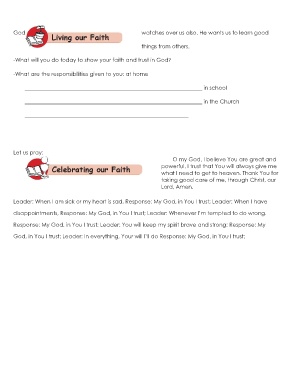 God
Living our Faith
watches over us also. He wan's us to learn good
things from others.
-What will you do today to show your faith and trust in God?
-What are the responsibilities given to you: at home
in school
in the Church
Let us pray:
Celebrating our Faith
O my God, I believe You are great and
powerful. I trust that You will always give me
what I need to get to heaven. Thank You for
taking good care of me, through Christ, our
Lord. Amen.
Leader: When I am sick or my heart is sad. Response: My God, in You I trust; Leader: When I have
disappointments, Response: My God, in You I trust; Leader: Whenever I'm tempted to do wrong.
Response: My God, in You I trust; Leader: You will keep my spirit brave and strong; Response: My
God, in You I trust; Leader: In everything, Your will I'll do Response: My God, in You I trust;